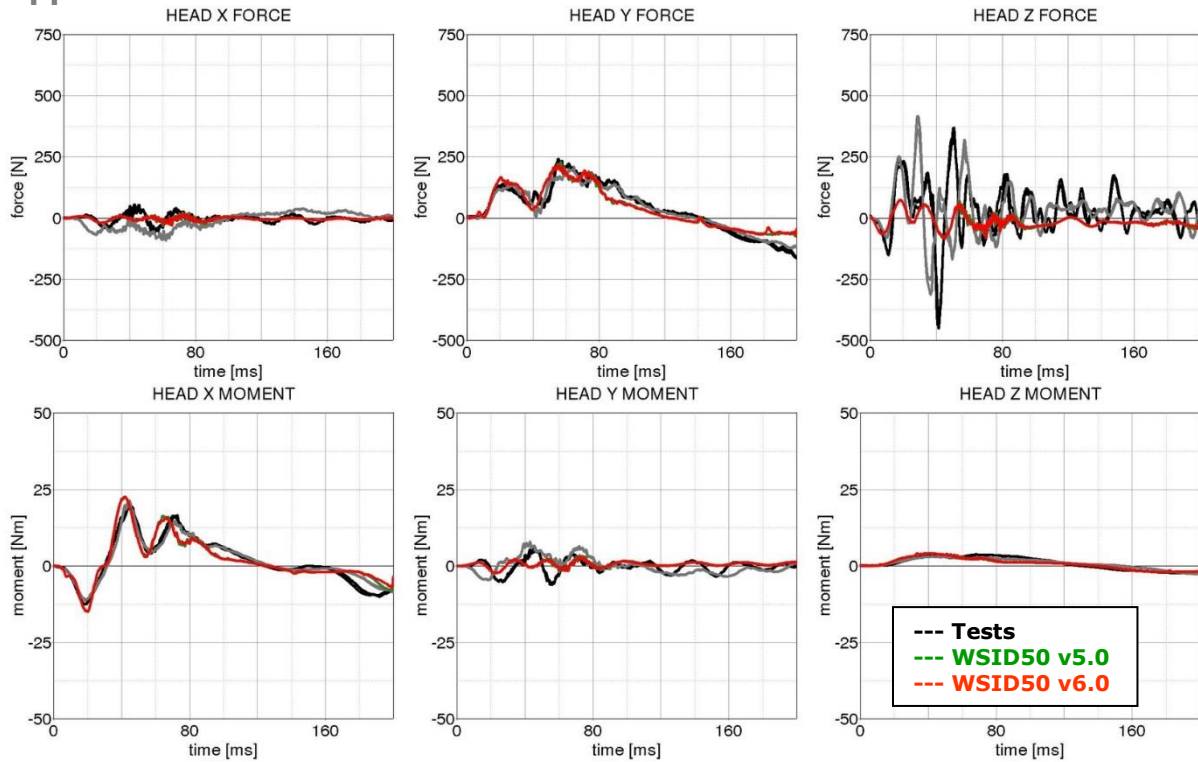 HEAD X FORCE
750
500
250
0
-250
-500
force [N]
0 80 160
time [ms]
HEAD Y FORCE
750
500
250
0
-250
-500
force [N]
0 80 160
time [ms]
HEAD Z FORCE
750
500
250
0
-250
-500
force [N]
0 80 160
time [ms]
HEAD X MOMENT
50
25
0
-25
-50
moment [Nm]
0 80 160
time [ms]
HEAD Y MOMENT
50
25
0
-25
-50
moment [Nm]
0 80 160
time [ms]
HEAD Z MOMENT
50
25
0
-25
-50
moment [Nm]
0 80 160
time [ms]
--- Tests
--- WSID50 v5.0
--- WSID50 v6.0